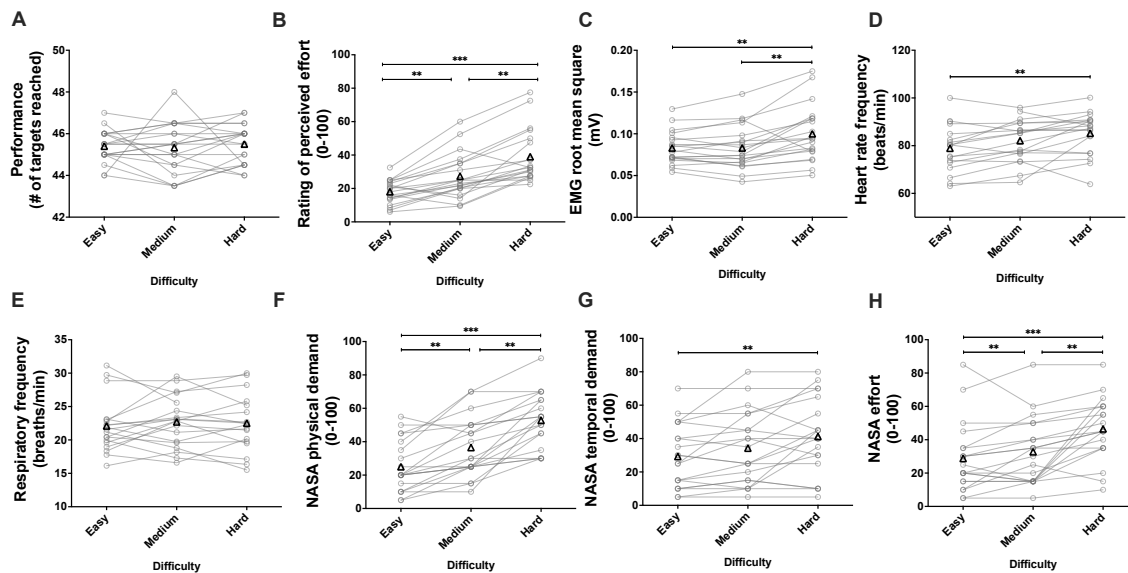 A
Performance
(# of targets reached)
48
46
44
42
Easy
Medium
Hard
Difficulty
B
Rating of perceived effort
(0-100)
100
80
60
40
20
0
***
**
**
Easy
Medium
Hard
Difficulty
C
EMG root mean square
(mV)
0.20
0.15
0.10
0.05
0.00
**
**
Easy
Medium
Hard
Difficulty
D
Heart rate frequency
(beats/min)
120
100
80
60
**
Easy
Medium
Hard
Difficulty
E
Respiratory frequency
(breaths/min)
35
30
25
20
15
10
Easy
Medium
Hard
Difficulty
F
NASA physical demand
(0-100)
100
80
60
40
20
0
***
**
**
Easy
Medium
Hard
Difficulty
G
NASA temporal demand
(0-100)
100
80
60
40
20
0
**
Easy
Medium
Hard
Difficulty
H
NASA effort
(0-100)
100
80
60
40
20
0
***
**
**
Easy
Medium
Hard
Difficulty